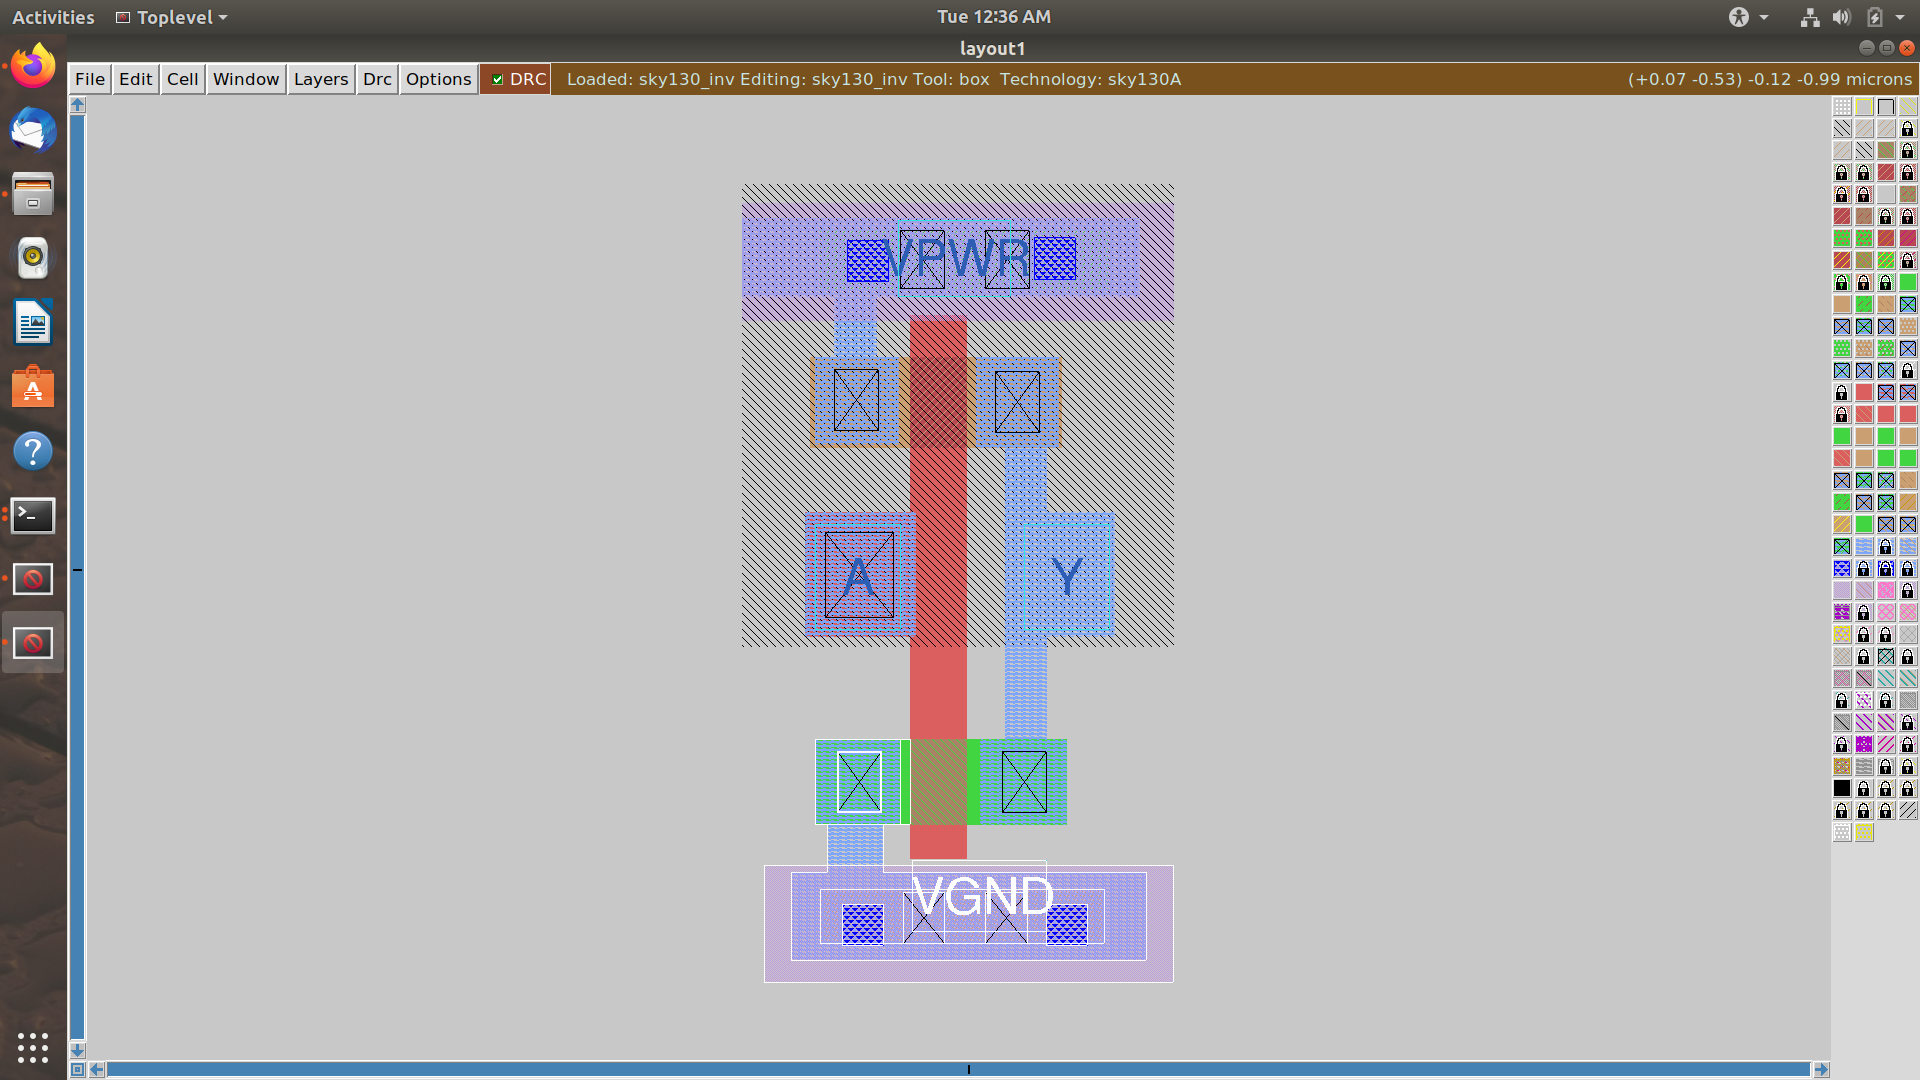 Activities Toplevel Tue 12:36 AM
layout1
File Edit Cell Window Layers Drc Options DRC Loaded: sky130_inv Editing: sky130_inv Tool: box Technology: sky130A (+0.07 -0.53) -0.12 -0.99 microns
VPWR
A Y
VGND